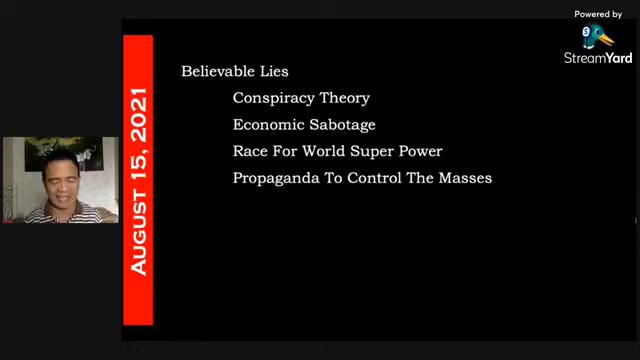 Powered by
StreamYard
AUGUST 15, 2021
Believable Lies
Conspiracy Theory
Economic Sabotage
Race For World Super Power
Propaganda To Control The Masses